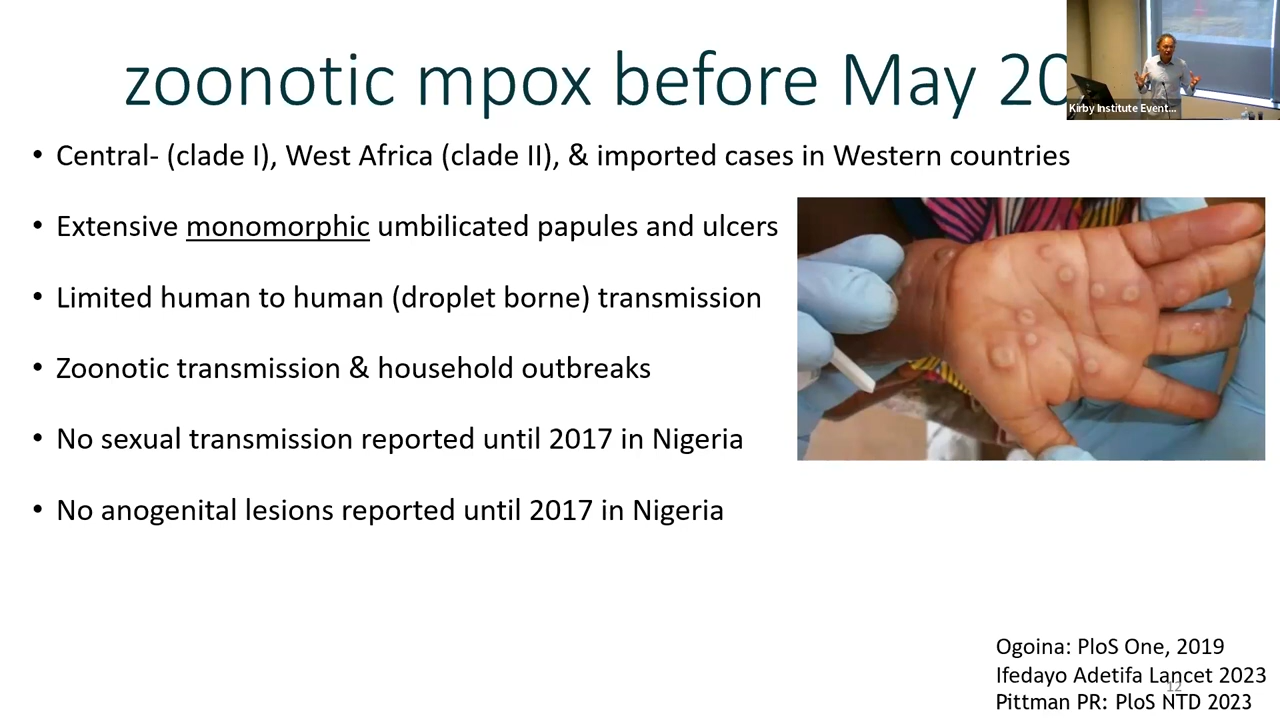 zoonotic mpox before May 20
Kirby Institute Event...
• Central- (clade I), West Africa (clade II), & imported cases in Western countries
• Extensive monomorphic umbilicated papules and ulcers
• Limited human to human (droplet borne) transmission
• Zoonotic transmission & household outbreaks
• No sexual transmission reported until 2017 in Nigeria
• No anogenital lesions reported until 2017 in Nigeria
Ogoina: PloS One, 2019
Ifedayo Adetifa Lancet 2023
12
Pittman PR: PloS NTD 2023